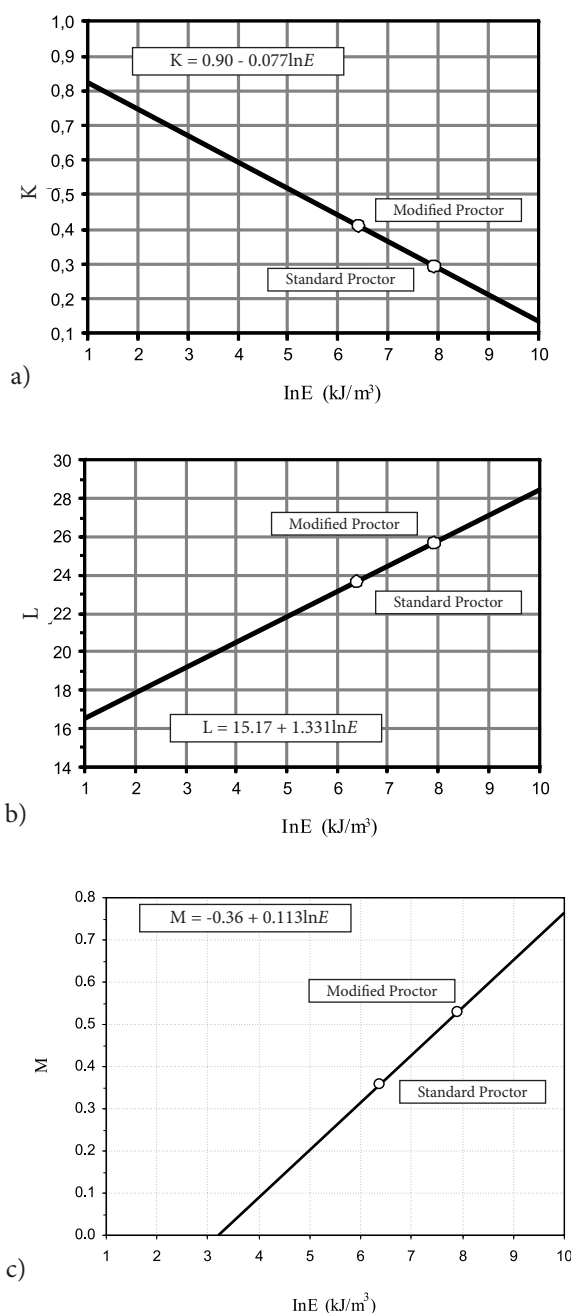 1,0
K = 0.90 - 0.077lnE
0,9
0,8
0,7
0,6
0,5
Modified Proctor
0,4
Standard Proctor
0,3
0,2
0,1
K
1 2 3 4 5 6 7 8 9 10
a)
lnE (kJ/m³)
30
28
Modified Proctor
26
24
Standard Proctor
22
L
20
18
L = 15.17 + 1.331lnE
16
14
1 2 3 4 5 6 7 8 9 10
b)
lnE (kJ/m³)
0.8
M = -0.36 + 0.113lnE
0.7
0.6
Modified Proctor
0.5
0.4
M
Standard Proctor
0.3
0.2
0.1
0.0
1 2 3 4 5 6 7 8 9 10
c)
lnE (kJ/m³)